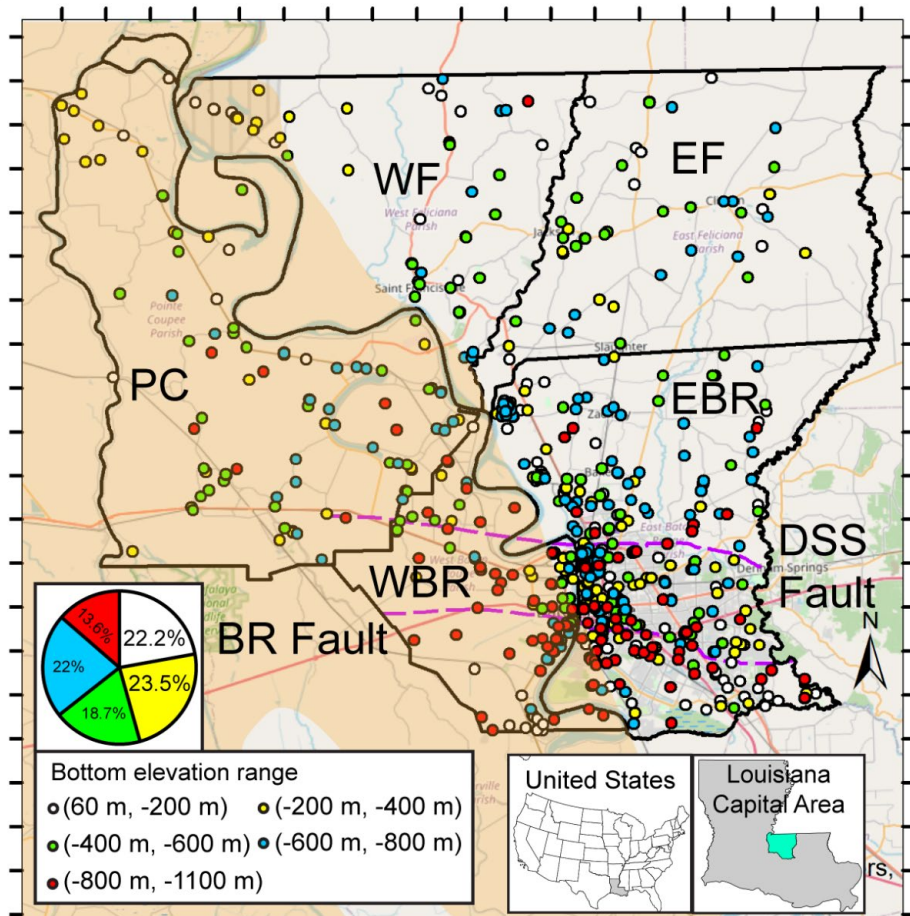 WF
EF
West Feliciana
Parish
East Feliciana
Parish
Saint Francisville
Pointe
Coupee
Parish
Slaughter
PC
EBR
DSS
Fault
Denham Springs
WBR
BR Fault
N
13.6%
22.2%
22%
23.5%
18.7%
Bottom elevation range
(60 m, -200 m)
(-200 m, -400 m)
(-400 m, -600 m)
(-600 m, -800 m)
(-800 m, -1100 m)
United States
Louisiana
Capital Area
rs,